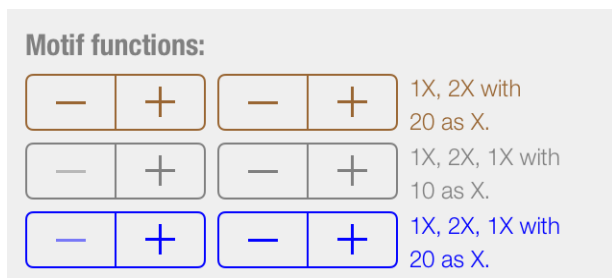 Motif functions:
1X, 2X with
20 as X.
1X, 2X, 1X with
10 as X.
1X, 2X, 1X with
20 as X.